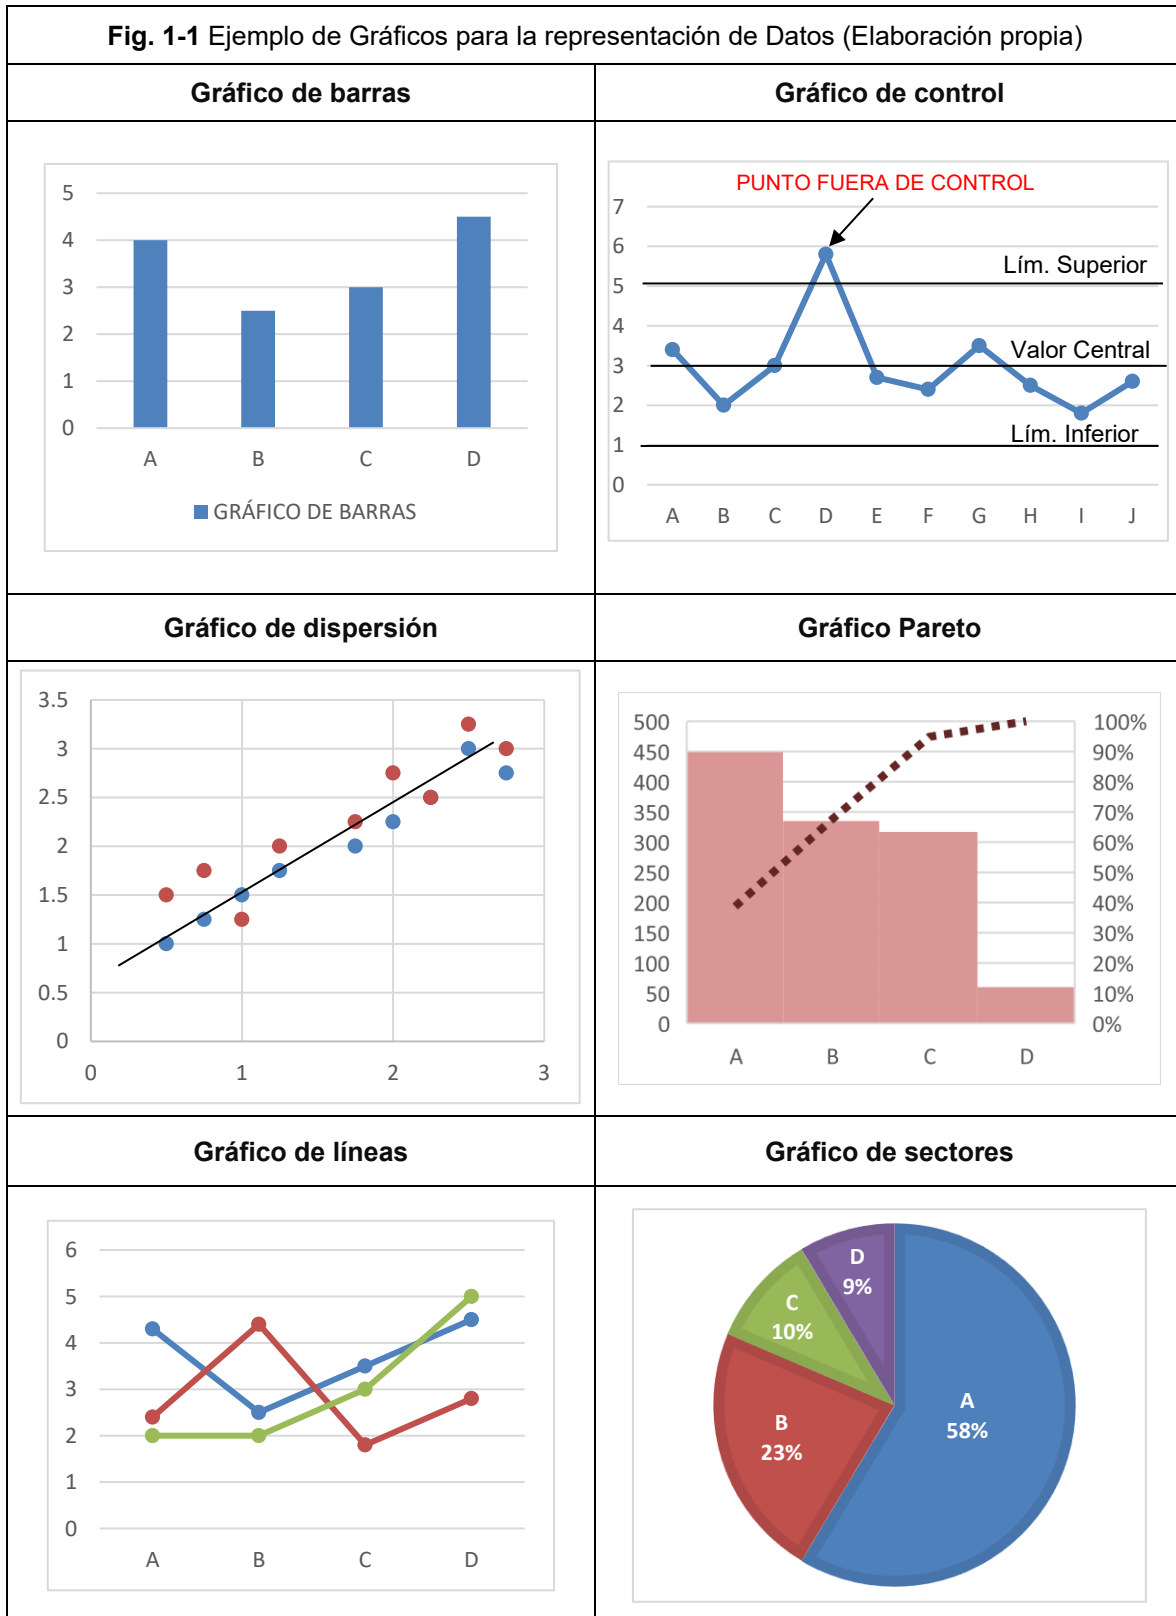 Fig. 1-1 Ejemplo de Gráficos para la representación de Datos (Elaboración propia)
Gráfico de barras
Gráfico de control
5
4
3
2
1
0
A B C D
GRÁFICO DE BARRAS
PUNTO FUERA DE CONTROL
7
6
5
4
3
2
1
0
Lím. Superior
Valor Central
Lím. Inferior
A B C D E F G H I J
Gráfico de dispersión
Gráfico Pareto
3.5
3
2.5
2
1.5
1
0.5
0
0 1 2 3
500
450
400
350
300
250
200
150
100
50
0
100%
90%
80%
70%
60%
50%
40%
30%
20%
10%
0%
A B C D
Gráfico de líneas
Gráfico de sectores
6
5
4
3
2
1
0
A B C D
D
9%
C
10%
B
23%
A
58%